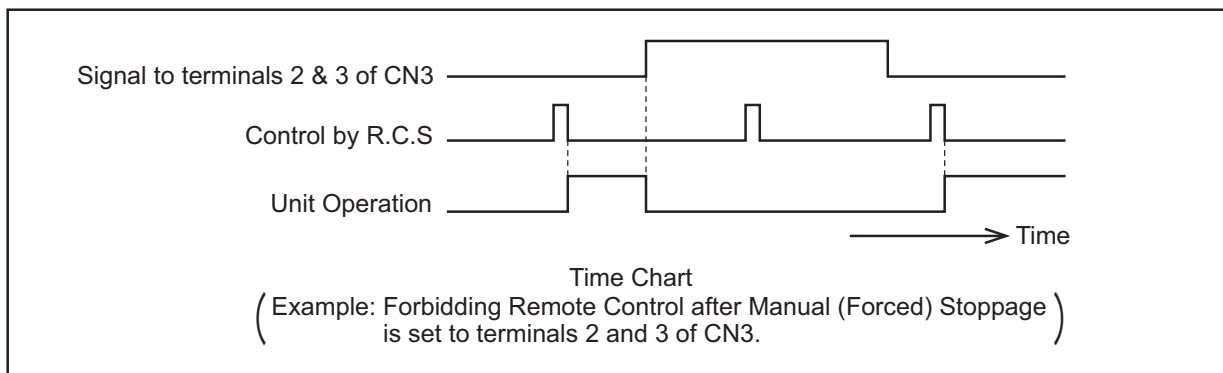 Signal to terminals 2 & 3 of CN3
Control by R.C.S
Unit Operation
Time
Time Chart
(Example: Forbidding Remote Control after Manual (Forced) Stoppage
is set to terminals 2 and 3 of CN3.)